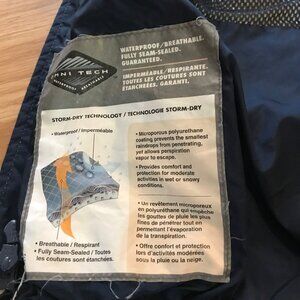 OMNI TECH
WATERPROOF
BREATHABLE
WATERPROOF/BREATHABLE.
FULLY SEAM-SEALED.
GUARANTEED.
IMPERMÉABLE/RESPIRANTE.
TOUTES LES COUTURES SONT
ÉTANCHÉES. GARANTI.
STORM-DRY TECHNOLOGY / TECHNOLOGIE STORM-DRY
• Waterproof / Imperméable
• Breathable / Respirant
• Fully Seam-Sealed / Toutes
les coutures sont étanchées.
• Microporous polyurethane
coating prevents the smallest
raindrops from penetrating,
yet allows perspiration
vapor to escape.
• Provides comfort and
protection for moderate
activities in wet or snowy
conditions.
• Un revêtement microporeux
en polyuréthane qui empêche
les gouttes de pluie les plus
fines de pénétrer tout en
permettant l'évaporation
de la transpiration.
• Offre confort et protection
lors d'activités modérées
sous la pluie ou la neige.